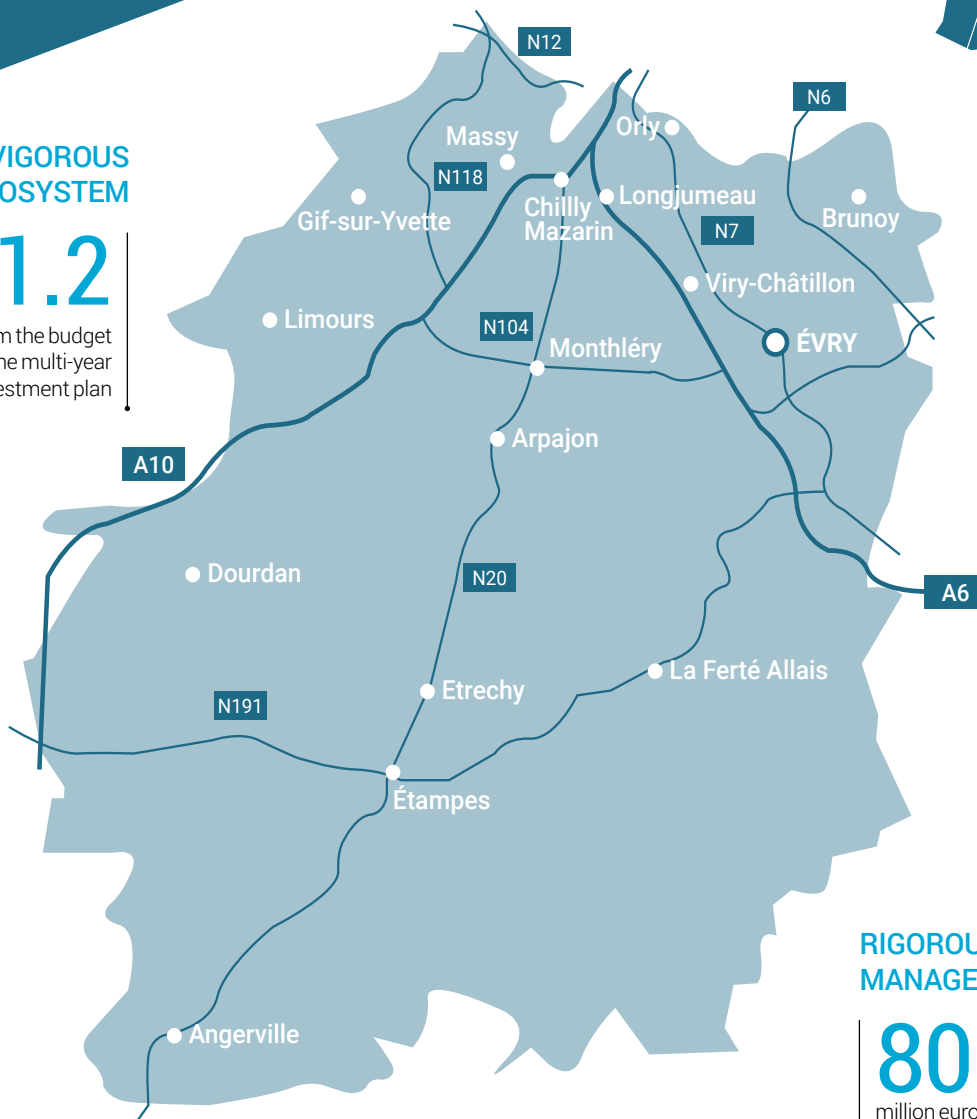 N12
N6
Orly
Massy
VIGOROUS
OSYSTEM
N118
Longjumeau
Chillly
Mazarin
Gif-sur-Yvette
Brunoy
N7
1.2
Viry-Châtillon
Limours
N104
the budget
Monthléry
ÉVRY
multi-year
estment plan
Arpajon
A10
Dourdan
N20
A6
La Ferté Allais
Etrechy
N191
Étampes
RIGOROU
MANAGE
Angerville
80
million euro